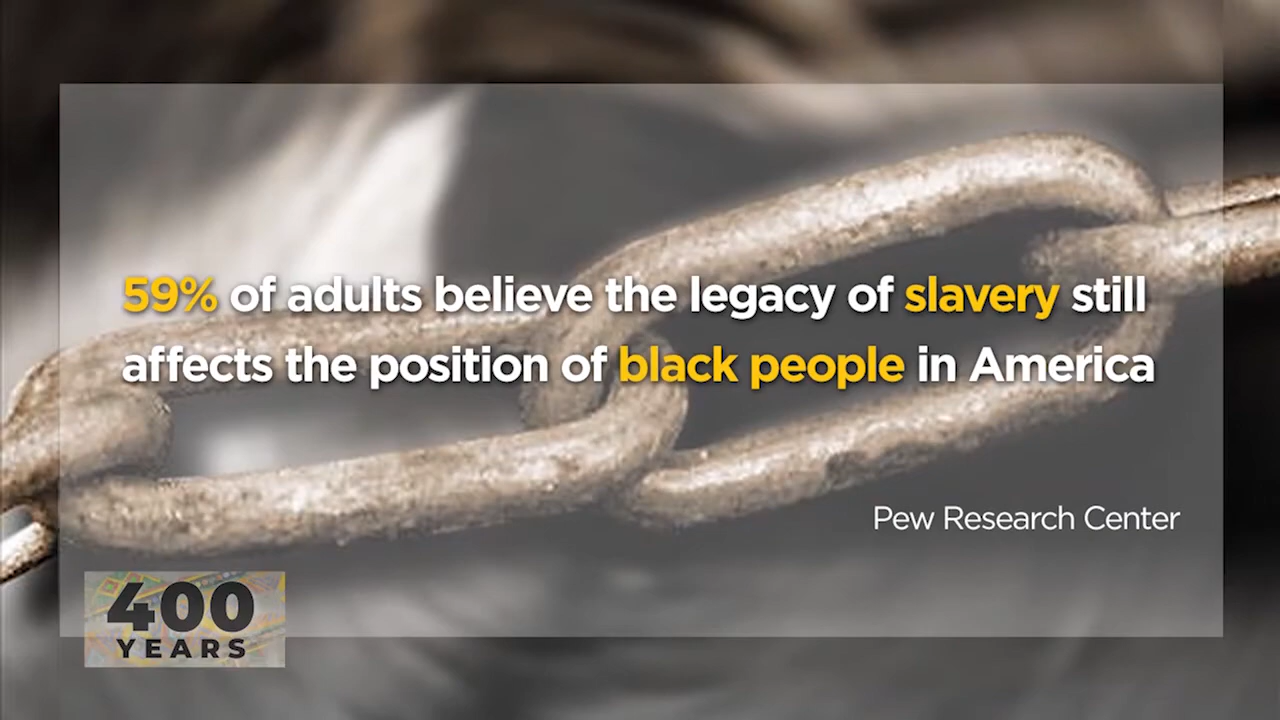 59% of adults believe the legacy of slavery still
affects the position of black people in America
Pew Research Center
400
YEARS